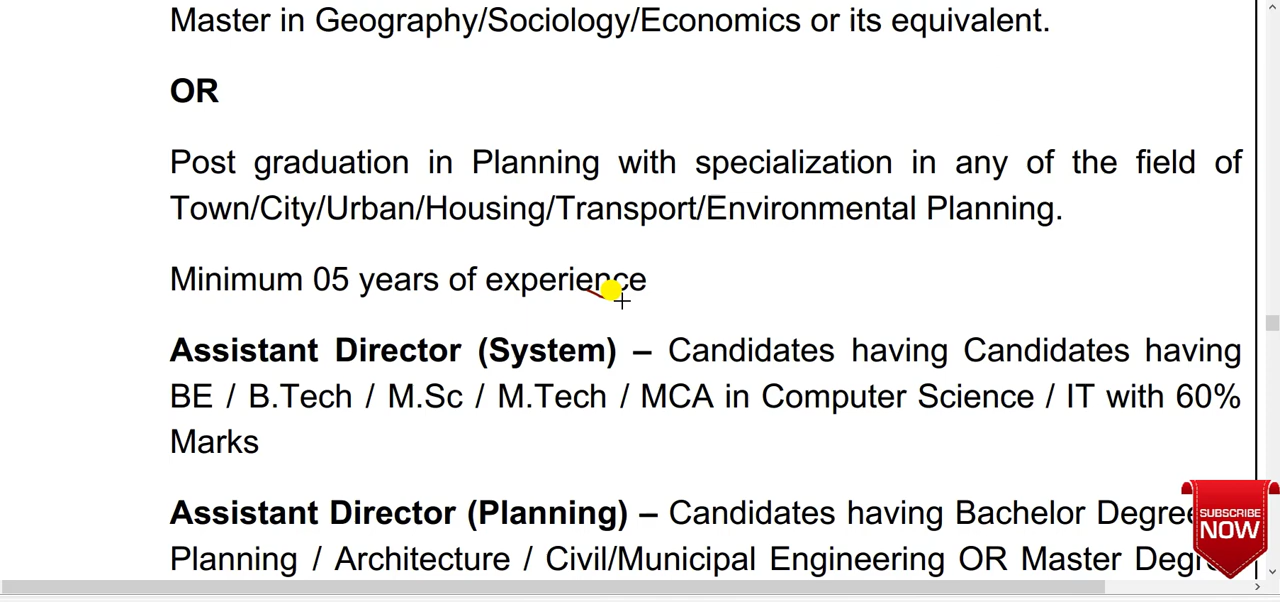 Master in Geography/Sociology/Economics or its equivalent.
OR
Post graduation in Planning with specialization in any of the field of
Town/City/Urban/Housing/Transport/Environmental Planning.
Minimum 05 years of experience
Assistant Director (System) – Candidates having Candidates having
BE / B.Tech / M.Sc / M.Tech / MCA in Computer Science / IT with 60%
Marks
Assistant Director (Planning) – Candidates having Bachelor Degree
Planning / Architecture / Civil/Municipal Engineering OR Master
SUBSCRIBE
NOW